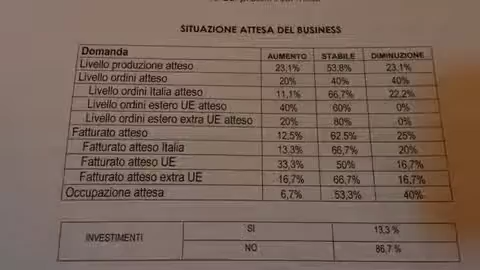 SITUAZIONE ATTESA DEL BUSINESS
Domanda AUMENTO STABILE DIMINUZIONE
Livello produzione atteso 23,1% 53,8% 23,1%
Livello ordini atteso 20% 40% 40%
Livello ordini Italia atteso 11,1% 66,7% 22,2%
Livello ordini estero UE atteso 40% 60% 0%
Livello ordini estero extra UE atteso 20% 80% 0%
Fatturato atteso 12,5% 62,5% 25%
Fatturato atteso Italia 13,3% 66,7% 20%
Fatturato atteso UE 33,3% 50% 16,7%
Fatturato atteso extra UE 16,7% 66,7% 16,7%
Occupazione attesa 6,7% 53,3% 40%
INVESTIMENTI SI 13,3 %
NO 86,7 %